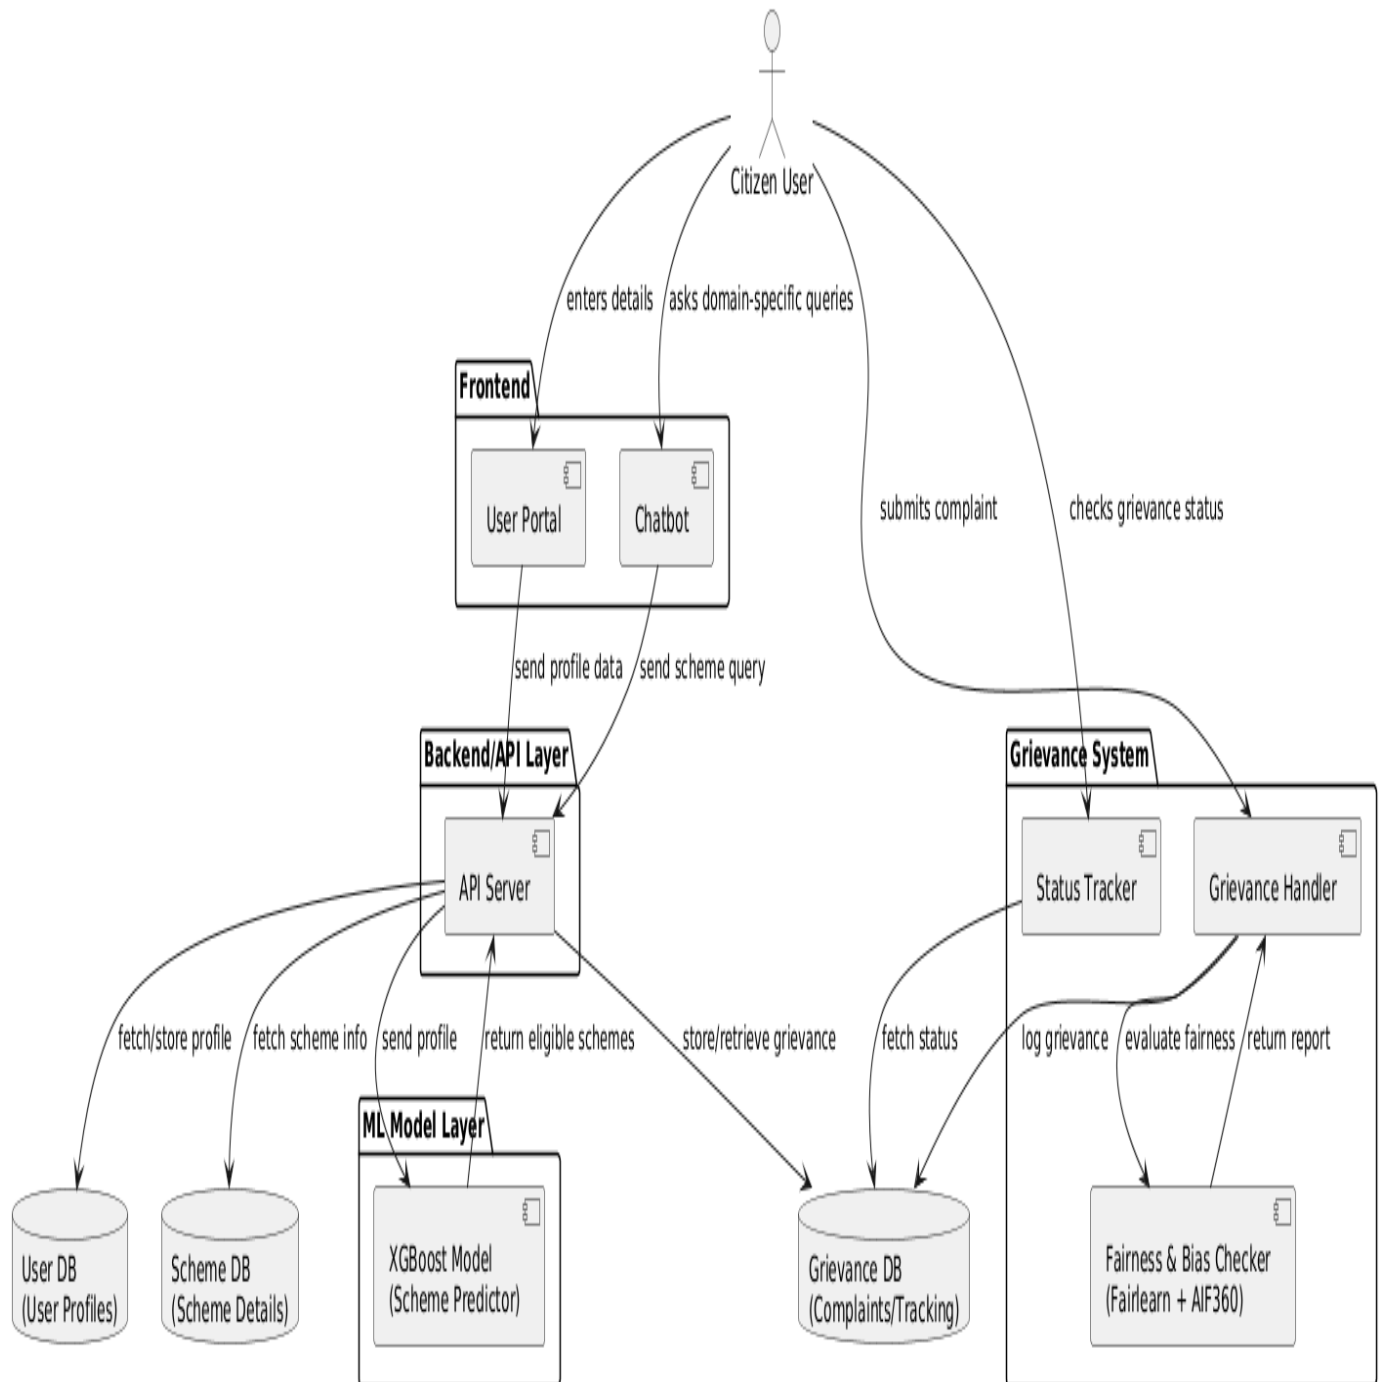 Citizen User
enters details
asks domain-specific queries
Frontend
User Portal
Chatbot
submits complaint
checks grievance status
send profile data
send scheme query
Backend/API Layer
Grievance System
API Server
Status Tracker
Grievance Handler
fetch/store profile
fetch scheme info
send profile
return eligible schemes
store/retrieve grievance
fetch status
log grievance
evaluate fairness
return report
ML Model Layer
User DB
(User Profiles)
Scheme DB
(Scheme Details)
XGBoost Model
(Scheme Predictor)
Grievance DB
(Complaints/Tracking)
Fairness & Bias Checker
(Fairlearn + AIF360)